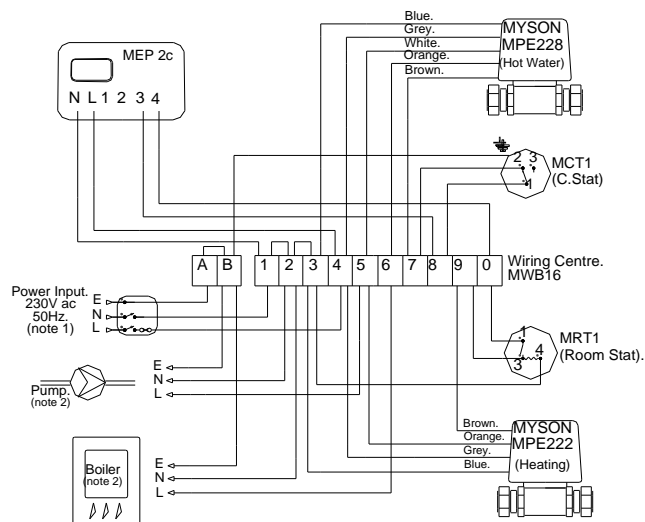 Blue.
Grey.
White.
Orange.
Brown.
MYSON
MPE228
(Hot Water)
MEP 2c
N L 1 2 3 4
2 3
1
MCT1
(C.Stat)
A B 1 2 3 4 5 6 7 8 9 0
Wiring Centre.
MWB16
Power Input.
230V ac
50Hz.
(note 1)
E
N
L
1
4
3
MRT1
(Room Stat).
Pump.
(note 2)
E
N
L
Brown.
Orange.
Grey.
Blue.
MYSON
MPE222
(Heating)
Boiler
(note 2)
E
N
L